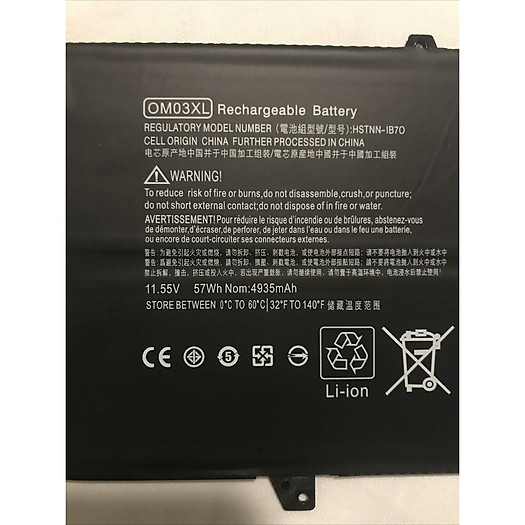 OM03XL Rechargeable Battery
REGULATORY MODEL NUMBER (電池組型號/型号):HSTNN-IB7O
CELL ORIGIN CHINA FURTHER PROCESSED IN CHINA
电芯原产地中国并于中国加工组装/電芯原產地中國并于中國加工組裝
WARNING!
To reduce risk of fire or burns,do not disassemble,crush,or puncture;
do not short external contact;do not dispose of in fire or water.
AVERTISSEMENT! Pour réduire le risque d'incendie ou de brûlures, abstenez-vous
de démonter,d'écraser,de perforer, de jeter dans l'eau ou dans le feu,
ou encore de court-circuiter ses connecteurs externes
11.55V 57Wh Nom:4935mAh
STORE BETWEEN 0°C TO 60°C|32°F TO 140°F 储藏温度范围
CE 5
Li-ion